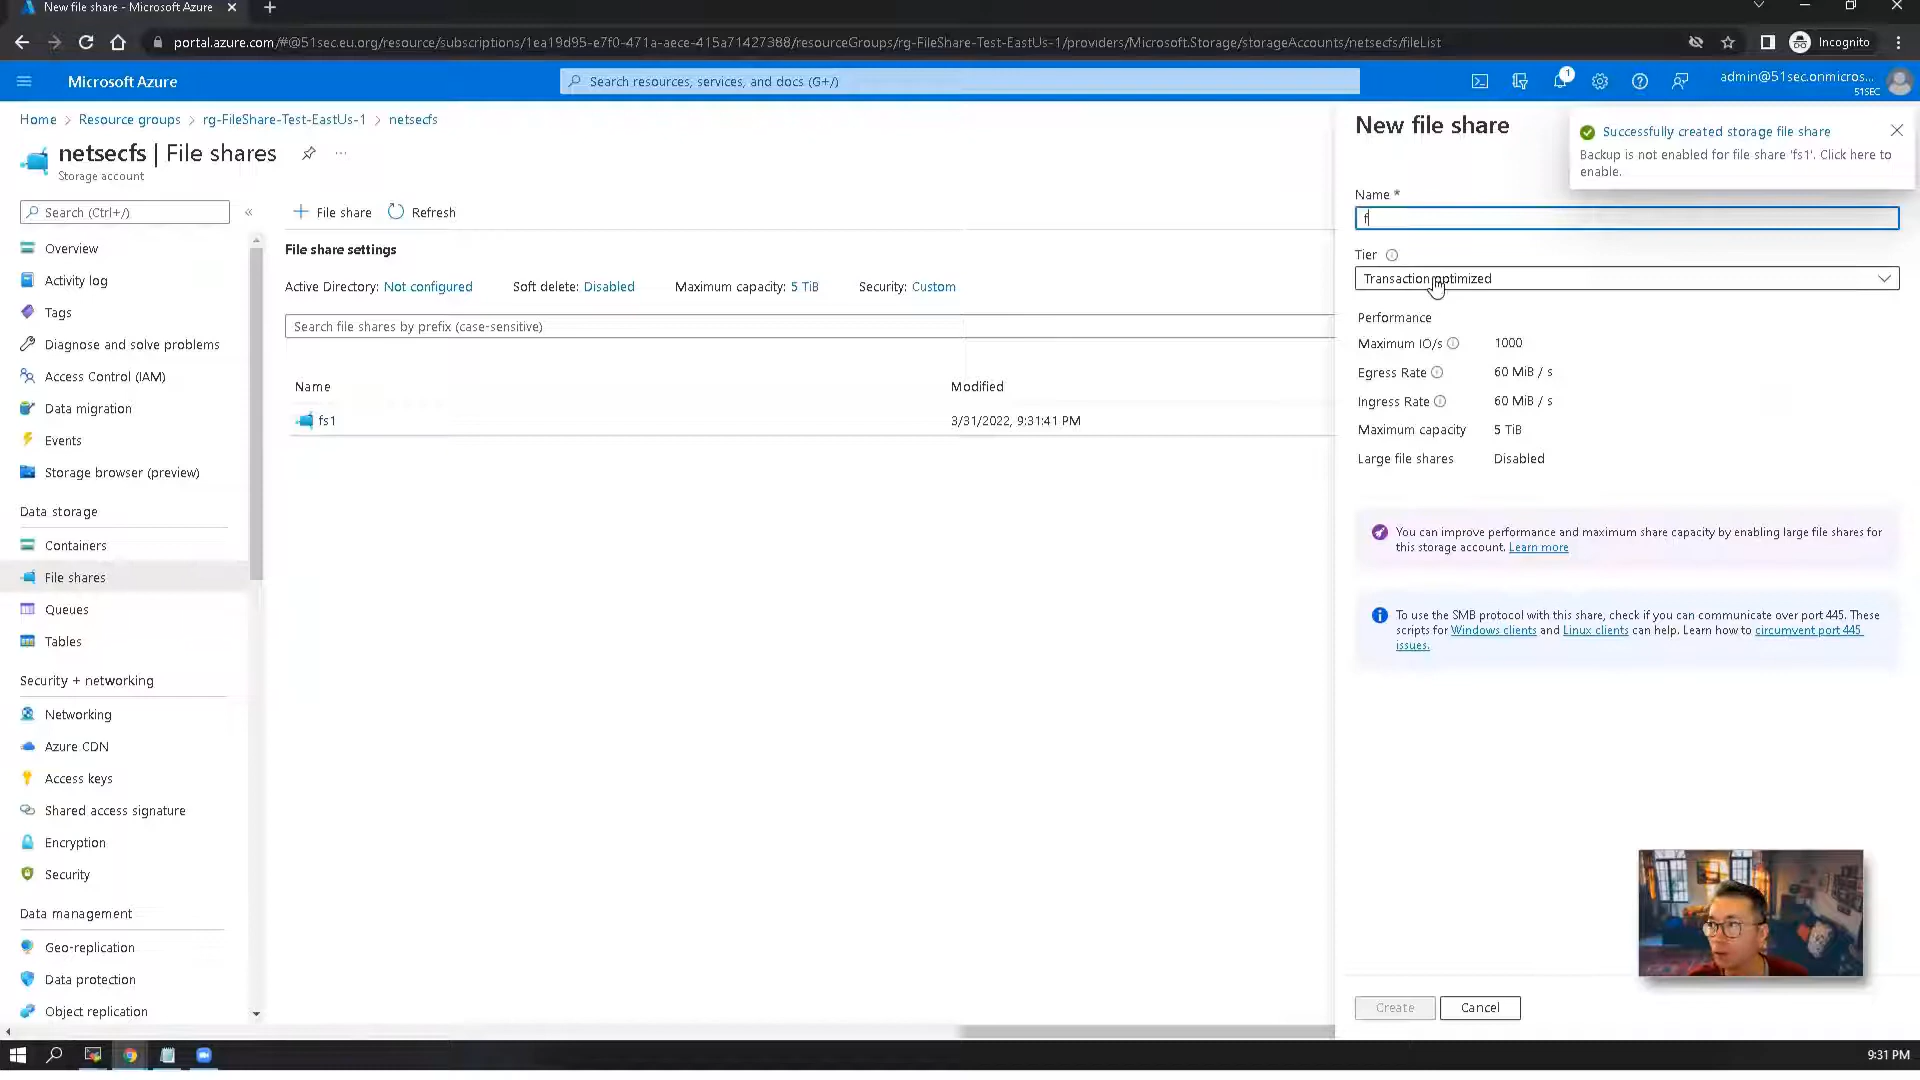 New file share - Microsoft Azure
portal.azure.com/#@51sec.eu.org/resource/subscriptions/1ea19d95-e7f0-471a-aece-415a71427388/resourceGroups/rg-FileShare-Test-EastUs-1/providers/Microsoft.Storage/storageAccounts/netsecfs/fileList
Incognito
Microsoft Azure
Search resources, services, and docs (G+/)
1
admin@51sec.onmicros...
51SEC
Home > Resource groups > rg-FileShare-Test-EastUs-1 > netsecfs
netsecfs | File shares
...
Storage account
Search (Ctrl+/)
«
Overview
Activity log
Tags
Diagnose and solve problems
Access Control (IAM)
Data migration
Events
Storage browser (preview)
Data storage
Containers
File shares
Queues
Tables
Security + networking
Networking
Azure CDN
Access keys
Shared access signature
Encryption
Security
Data management
Geo-replication
Data protection
Object replication
File share
Refresh
File share settings
Active Directory: Not configured
Soft delete: Disabled
Maximum capacity: 5 TiB
Security: Custom
Search file shares by prefix (case-sensitive)
Name
Modified
fs1
3/31/2022, 9:31:41 PM
New file share
Successfully created storage file share
Backup is not enabled for file share 'fs1'. Click here to
enable.
Name *
f
Tier
Transaction optimized
Performance
Maximum IO/s 1000
Egress Rate 60 MiB / s
Ingress Rate 60 MiB / s
Maximum capacity 5 TiB
Large file shares Disabled
You can improve performance and maximum share capacity by enabling large file shares for
this storage account. Learn more
To use the SMB protocol with this share, check if you can communicate over port 445. These
scripts for Windows clients and Linux clients can help. Learn how to circumvent port 445
issues.
Create
Cancel
9:31 PM